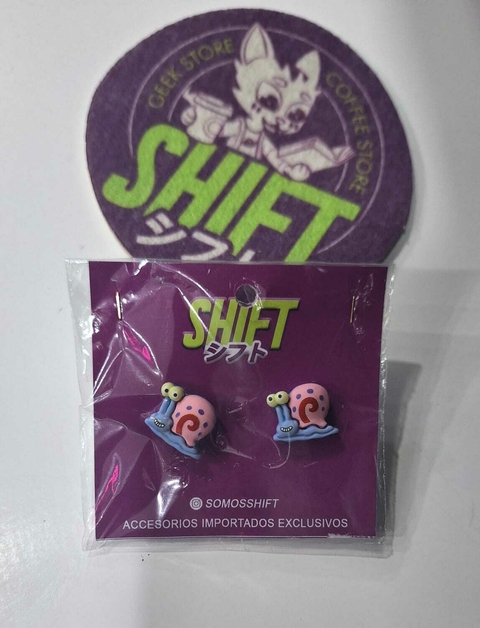 GEEK STORE
COFFEE STORE
SHIFT
シフト
SHIFT
シフト
SOMOSSHIFT
ACCESORIOS IMPORTADOS EXCLUSIVOS